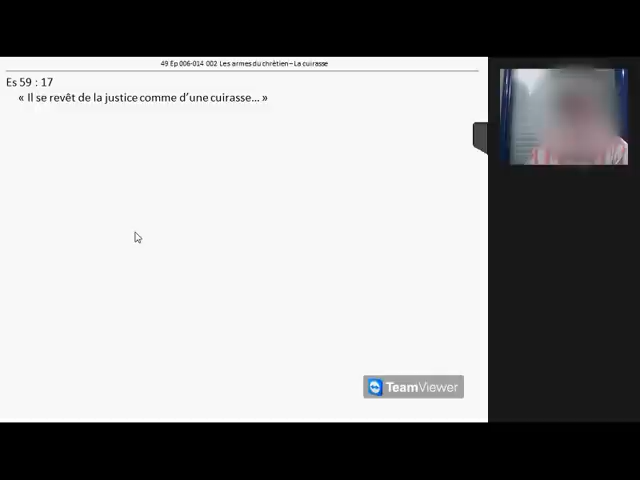 49 Ep 006-014 002 Les armes du chrétien – La cuirasse
Es 59 : 17
« Il se revêt de la justice comme d’une cuirasse… »
TeamViewer